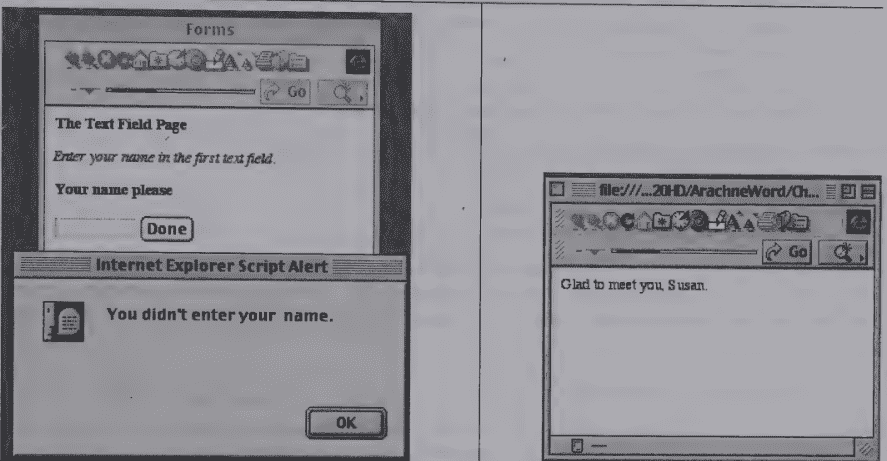 Forms
Go
The Text Field Page
Enter your name in the first text field.
Your name please
Done
Internet Explorer Script Alert
You didn't enter your name.
OK
file:///...20HD/ArachneWord/Ch...
Go
Glad to meet you, Susan.